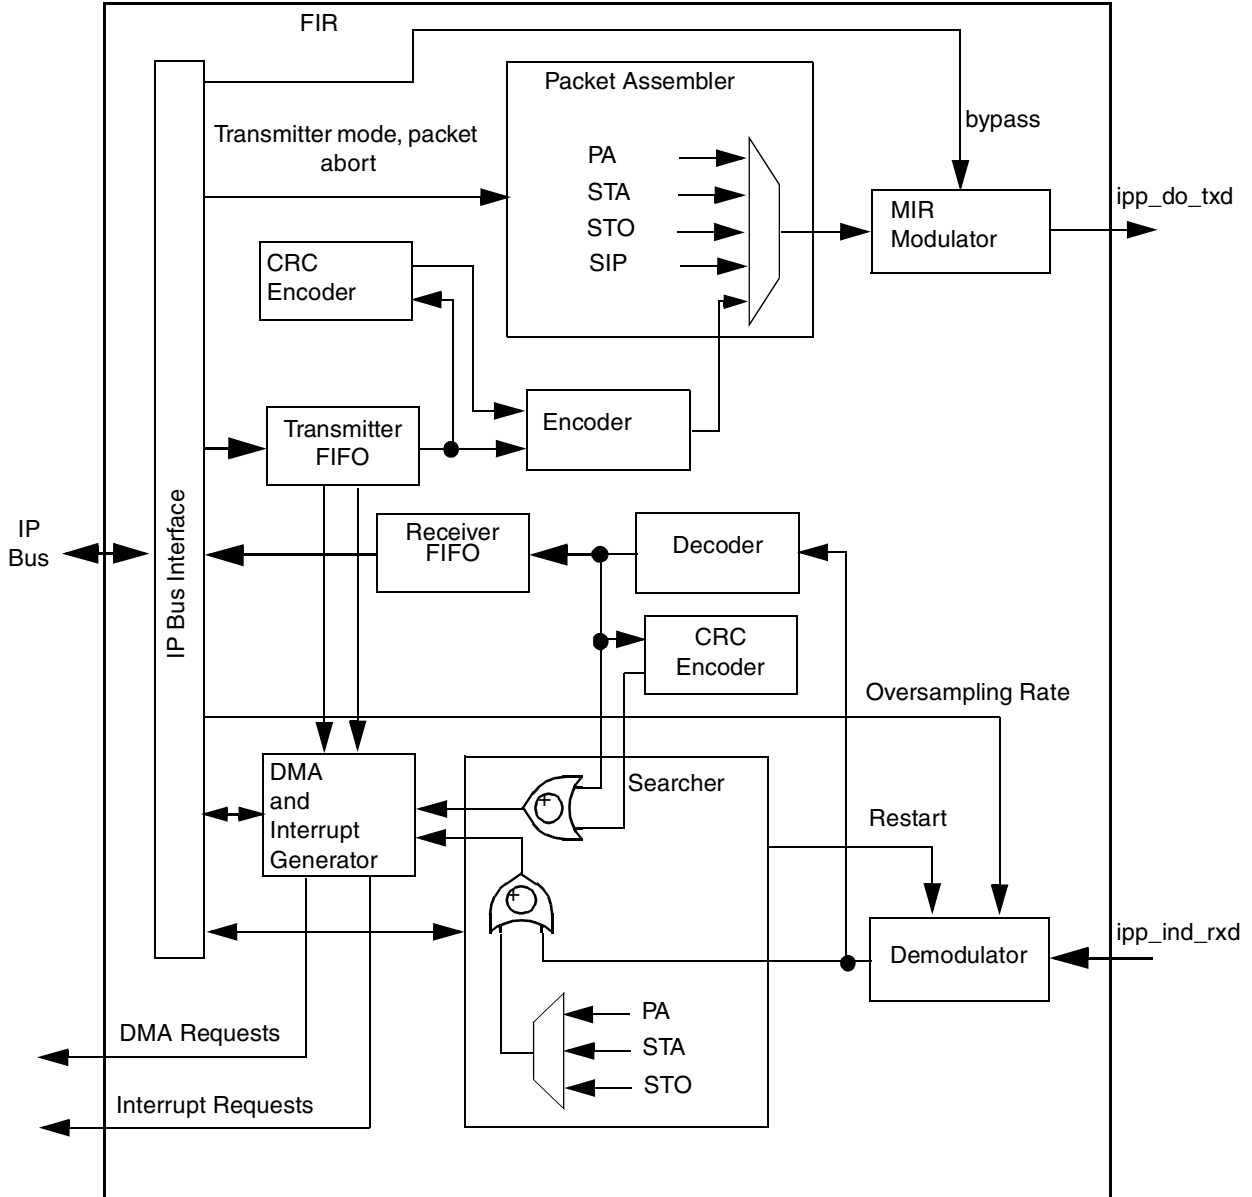 FIR
Packet Assembler
bypass
Transmitter mode, packet
abort
PA
STA
STO
SIP
MIR
Modulator
ipp_do_txd
CRC
Encoder
Encoder
Transmitter
FIFO
IP
Bus
IP Bus Interface
Receiver
FIFO
Decoder
CRC
Encoder
Oversampling Rate
DMA
and
Interrupt
Generator
+
Searcher
Restart
+
ipp_ind_rxd
Demodulator
PA
STA
STO
DMA Requests
Interrupt Requests